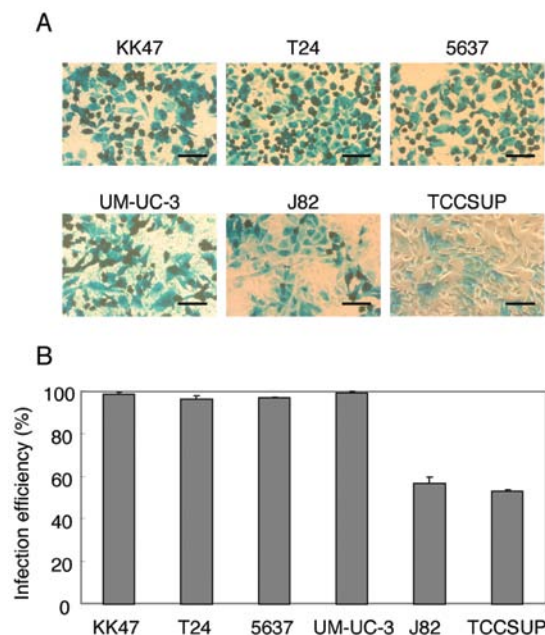 A
KK47 T24 5637
UM-UC-3 J82 TCCSUP
B
Infection efficiency (%)
100
80
60
40
20
0
KK47 T24 5637 UM-UC-3 J82 TCCSUP